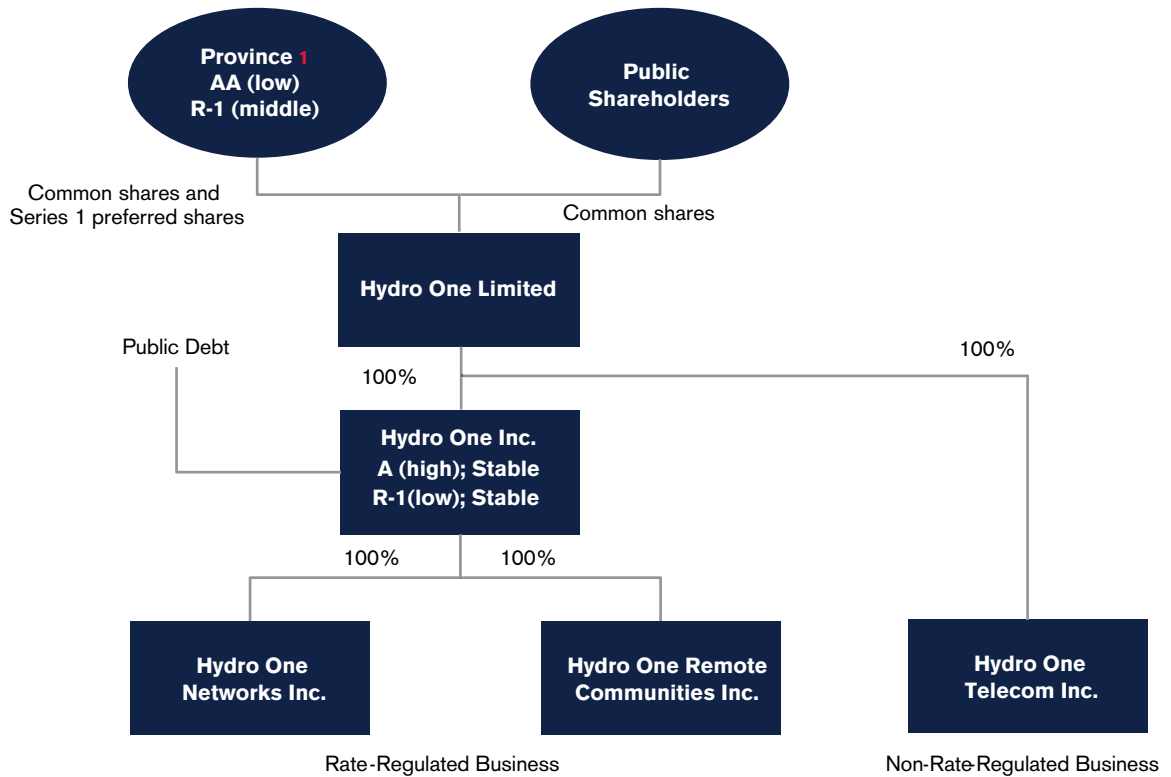 Province 1
AA (low)
R-1 (middle)
Public
Shareholders
Common shares and
Series 1 preferred shares
Common shares
Hydro One Limited
Public Debt
100%
100%
Hydro One Inc.
A (high); Stable
R-1(low); Stable
100%
100%
Hydro One
Networks Inc.
Hydro One Remote
Communities Inc.
Hydro One
Telecom Inc.
Rate-Regulated Business
Non-Rate-Regulated Business